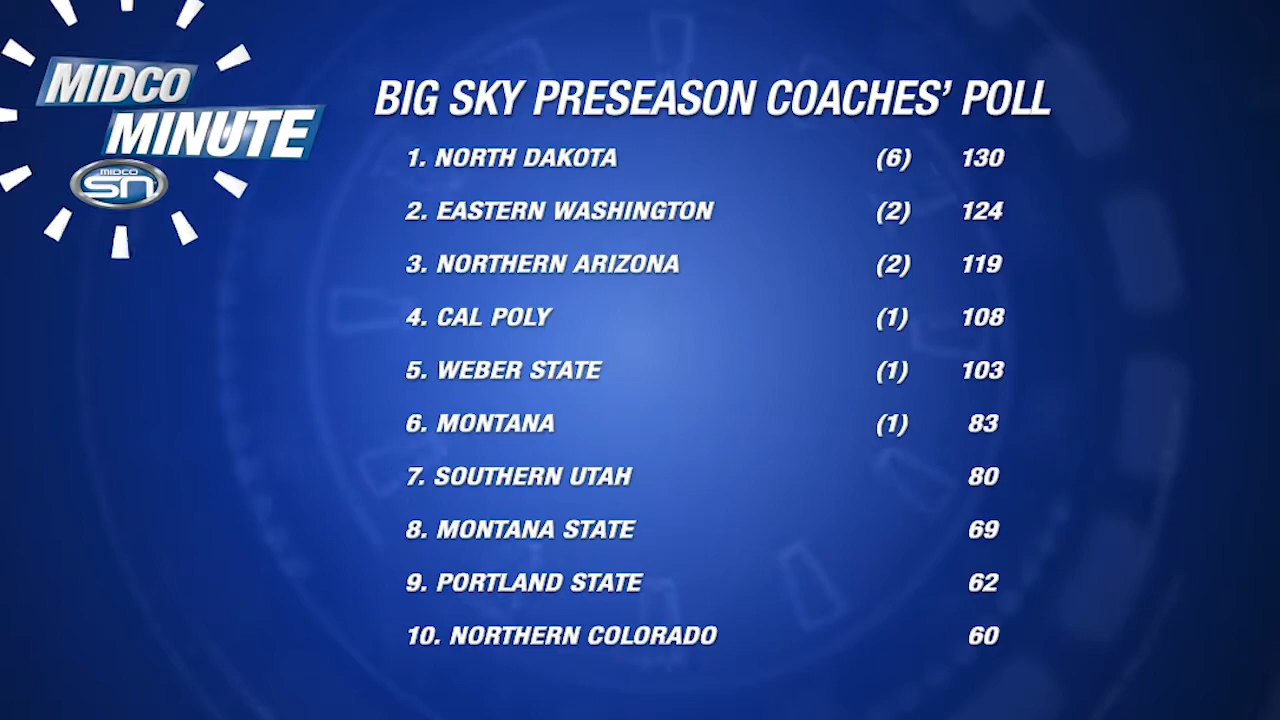 MIDCO
MINUTE
MIDCO
SN
BIG SKY PRESEASON COACHES' POLL
1. NORTH DAKOTA (6) 130
2. EASTERN WASHINGTON (2) 124
3. NORTHERN ARIZONA (2) 119
4. CAL POLY (1) 108
5. WEBER STATE (1) 103
6. MONTANA (1) 83
7. SOUTHERN UTAH 80
8. MONTANA STATE 69
9. PORTLAND STATE 62
10. NORTHERN COLORADO 60